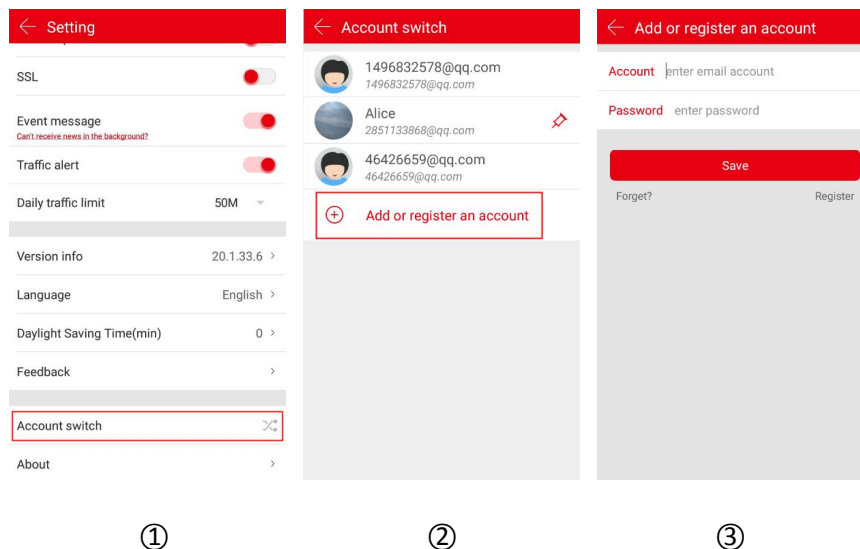 Setting
SSL
Event message
Can't receive news in the background?
Traffic alert
Daily traffic limit 50M
Version info 20.1.33.6 >
Language English >
Daylight Saving Time(min) 0 >
Feedback >
Account switch
About >
①
Account switch
1496832578@qq.com
1496832578@qq.com
Alice
2851133868@qq.com
46426659@qq.com
46426659@qq.com
Add or register an account
②
Add or register an account
Account enter email account
Password enter password
Save
Forget? Register
③